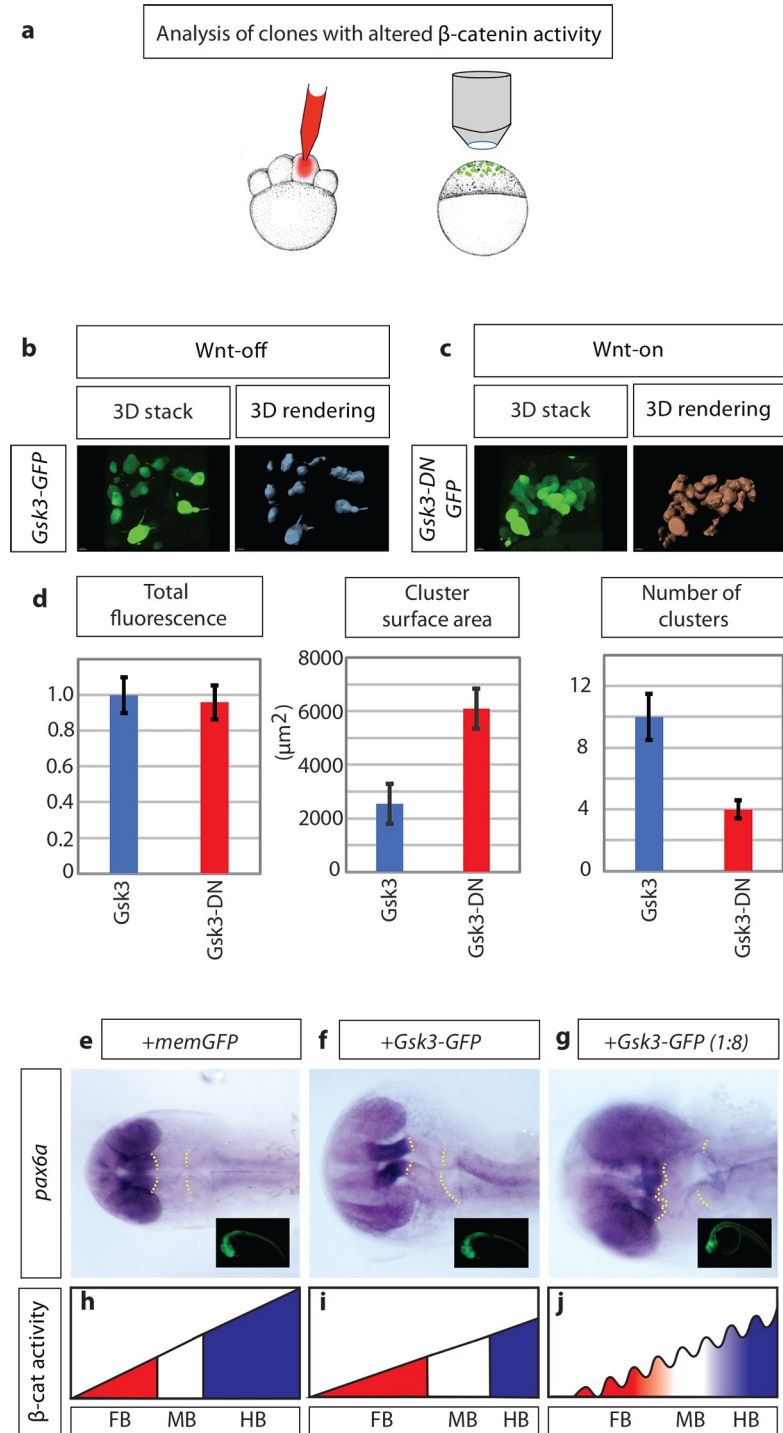 a
Analysis of clones with altered β-catenin activity
b
Wnt-off
3D stack
3D rendering
Gsk3-GFP
c
Wnt-on
3D stack
3D rendering
Gsk3-DN
GFP
d
Total
fluorescence
1.0
0.8
0.6
0.4
0.2
0
Gsk3
Gsk3-DN
Cluster
surface area
(μm2)
8000
6000
4000
2000
0
Gsk3
Gsk3-DN
Number of
clusters
12
8
4
0
Gsk3
Gsk3-DN
e
+memGFP
f
+Gsk3-GFP
g
+Gsk3-GFP (1:8)
pax6a
β-cat activity
h
i
j
FB MB HB
FB MB HB
FB MB HB